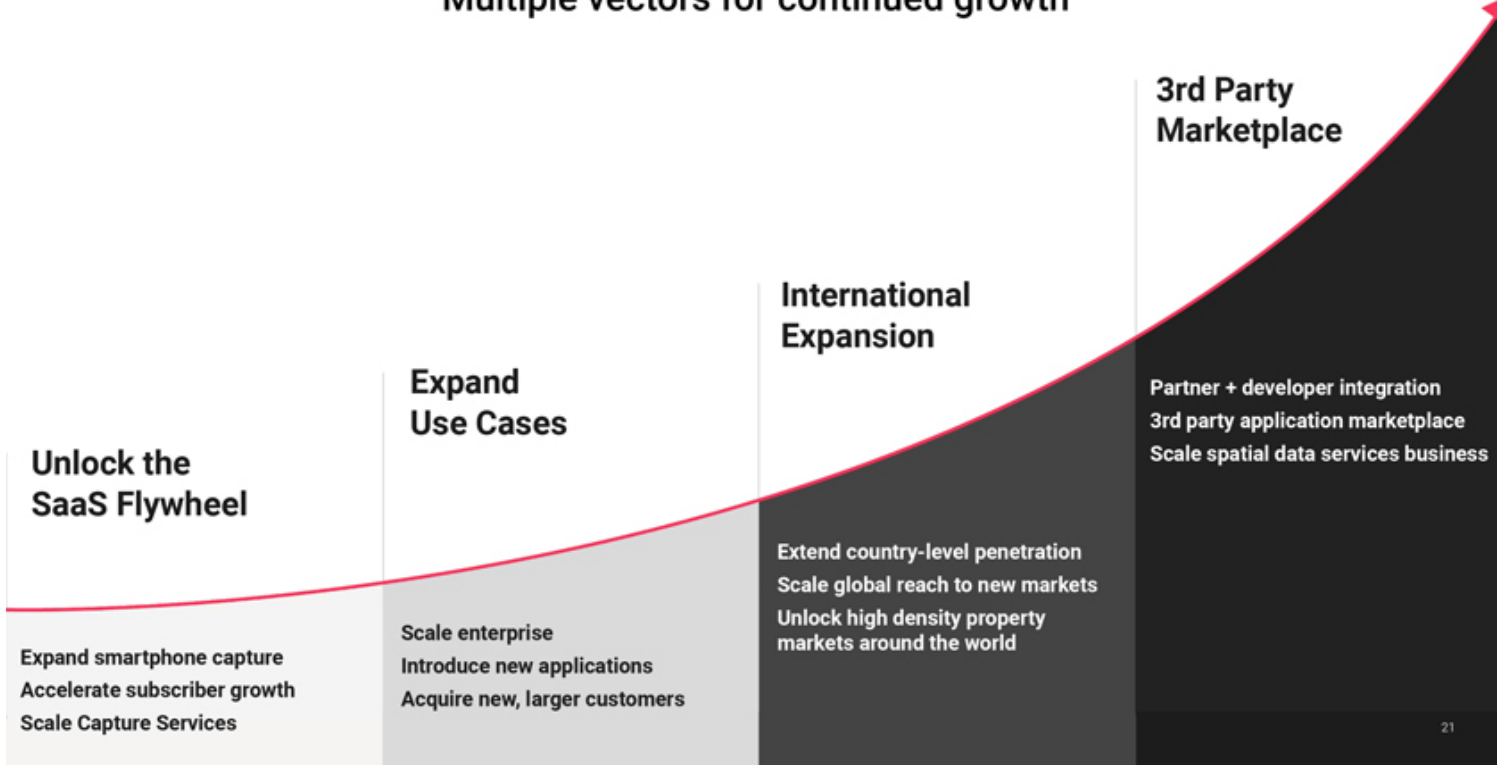 Multiple vectors for continued growth
Unlock the
SaaS Flywheel
Expand smartphone capture
Accelerate subscriber growth
Scale Capture Services
Expand
Use Cases
Scale enterprise
Introduce new applications
Acquire new, larger customers
International
Expansion
Extend country-level penetration
Scale global reach to new markets
Unlock high density property
markets around the world
3rd Party
Marketplace
Partner + developer integration
3rd party application marketplace
Scale spatial data services business
21